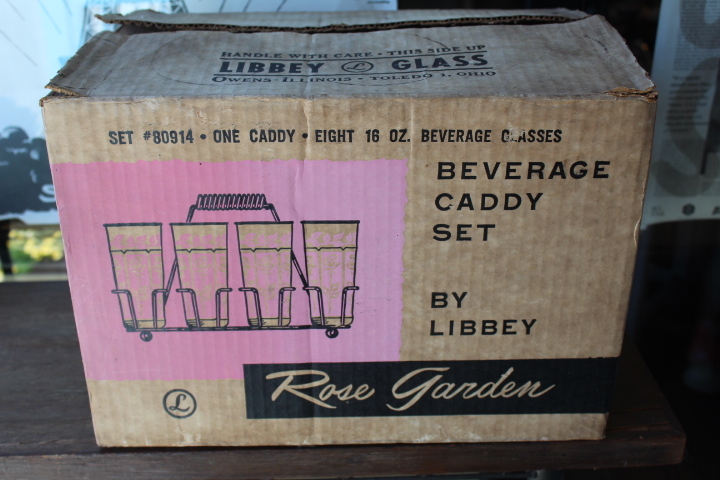 HANDLE WITH CARE • THIS SIDE UP
LIBBEY L GLASS
OWENS-ILLINOIS • TOLEDO 1, OHIO
SET #80914 • ONE CADDY • EIGHT 16 OZ. BEVERAGE GLASSES
BEVERAGE
CADDY
SET
BY
LIBBEY
L
Rose Garden